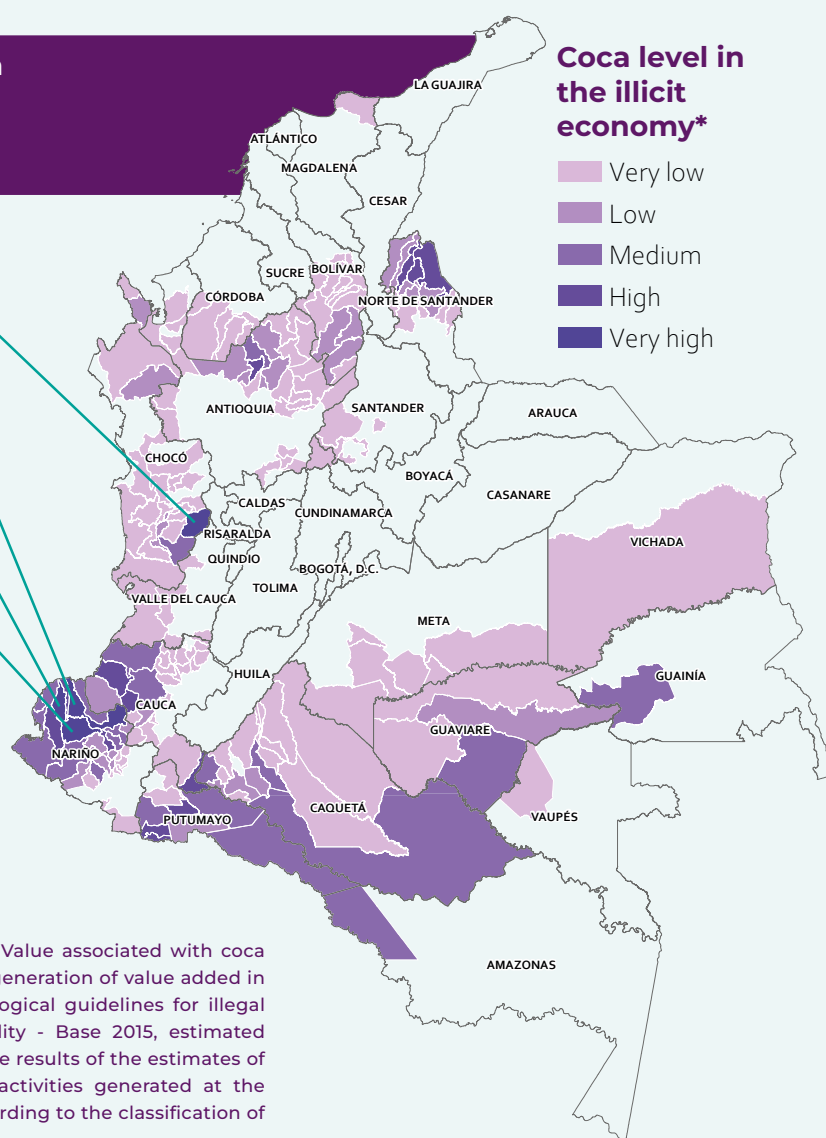 Coca level in
the illicit
economy*
Very low
Low
Medium
High
Very high
LA GUAJIRA
ATLÁNTICO
MAGDALENA
CESAR
SUCRE
BOLÍVAR
CÓRDOBA
NORTE DE SANTANDER
ANTIOQUIA
SANTANDER
ARAUCA
CHOCÓ
BOYACÁ
CASANARE
CALDAS
CUNDINAMARCA
RISARALDA
VICHADA
QUINDIO
BOGOTÁ, D.C.
TOLIMA
VALLE DEL CAUCA
META
HUILA
GUAINÍA
CAUCA
GUAVIARE
NARIÑO
CAQUETÁ
VAUPÉS
PUTUMAYO
AMAZONAS
Value associated with coca
generation of value added in
ogical guidelines for illegal
lity - Base 2015, estimated
e results of the estimates of
activities generated at the
rding to the classification of